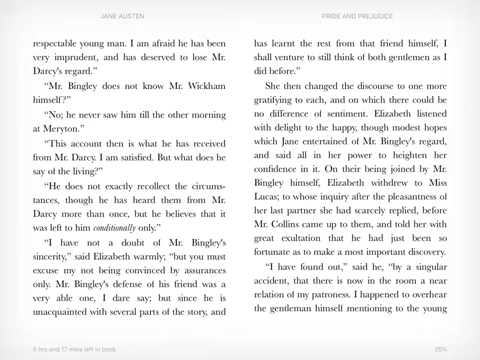 JANE AUSTEN
respectable young man. I am afraid he has been
very imprudent, and has deserved to lose Mr.
Darcy's regard.”
“Mr. Bingley does not know Mr. Wickham
himself?”
“No; he never saw him till the other morning
at Meryton.”
“This account then is what he has received
from Mr. Darcy. I am satisfied. But what does he
say of the living?”
“He does not exactly recollect the circums-
tances, though he has heard them from Mr.
Darcy more than once, but he believes that it
was left to him conditionally only.”
“I have not a doubt of Mr. Bingley's
sincerity,” said Elizabeth warmly; “but you must
excuse my not being convinced by assurances
only. Mr. Bingley's defense of his friend was a
very able one, I dare say; but since he is
unacquainted with several parts of the story, and
5 hrs and 17 mins left in book
PRIDE AND PREJUDICE
has learnt the rest from that friend himself, I
shall venture to still think of both gentlemen as I
did before.”
She then changed the discourse to one more
gratifying to each, and on which there could be
no difference of sentiment. Elizabeth listened
with delight to the happy, though modest hopes
which Jane entertained of Mr. Bingley's regard,
and said all in her power to heighten her
confidence in it. On their being joined by Mr.
Bingley himself, Elizabeth withdrew to Miss
Lucas; to whose inquiry after the pleasantness of
her last partner she had scarcely replied, before
Mr. Collins came up to them, and told her with
great exultation that he had just been so
fortunate as to make a most important discovery.
“I have found out,” said he, “by a singular
accident, that there is now in the room a near
relation of my patroness. I happened to overhear
the gentleman himself mentioning to the young
25%